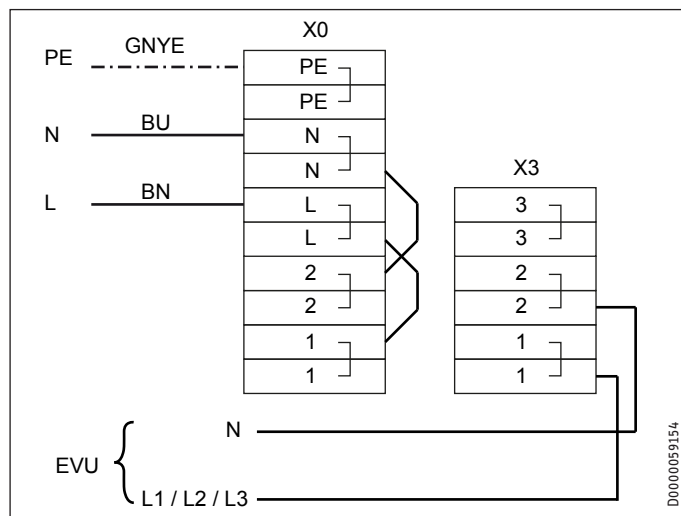 X0
PE GNYE
PE
PE
N BU
N
N
L BN
L
L
2
2
1
1
X3
3
3
2
2
1
1
EVU
N
L1 / L2 / L3
D0000059154